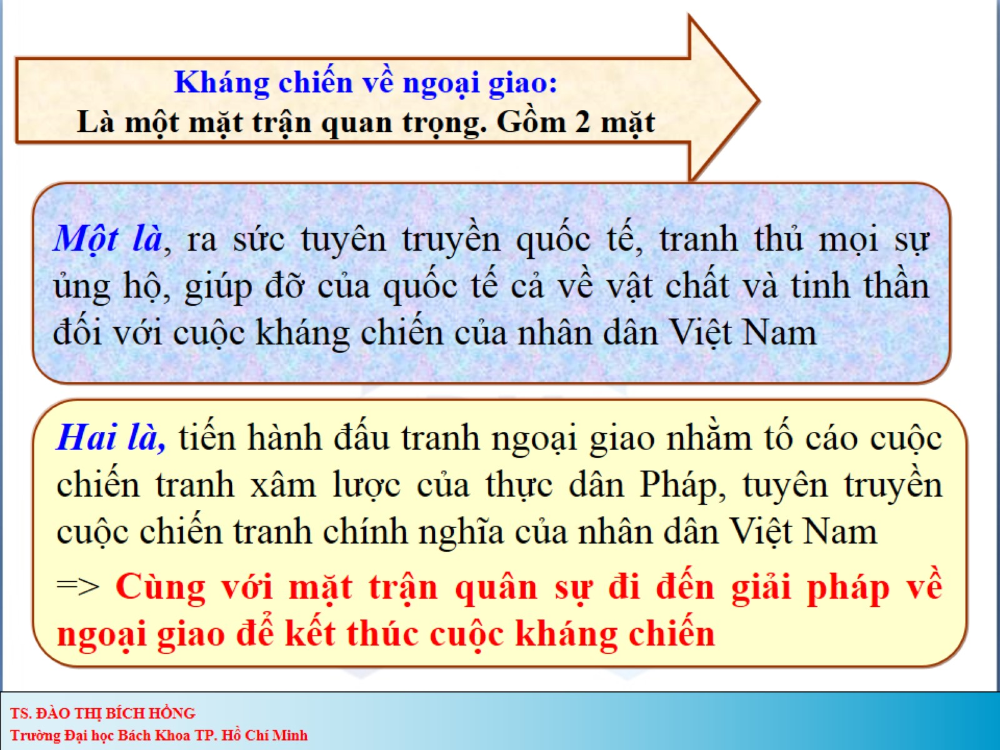 Kháng chiến về ngoại giao:
Là một mặt trận quan trọng. Gồm 2 mặt
Một là, ra sức tuyên truyền quốc tế, tranh thủ mọi sự
ủng hộ, giúp đỡ của quốc tế cả về vật chất và tinh thần
đối với cuộc kháng chiến của nhân dân Việt Nam
Hai là, tiến hành đấu tranh ngoại giao nhằm tố cáo cuộc
chiến tranh xâm lược của thực dân Pháp, tuyên truyền
cuộc chiến tranh chính nghĩa của nhân dân Việt Nam
=> Cùng với mặt trận quân sự đi đến giải pháp về
ngoại giao để kết thúc cuộc kháng chiến
TS. ĐÀO THỊ BÍCH HỒNG
Trường Đại học Bách Khoa TP. Hồ Chí Minh